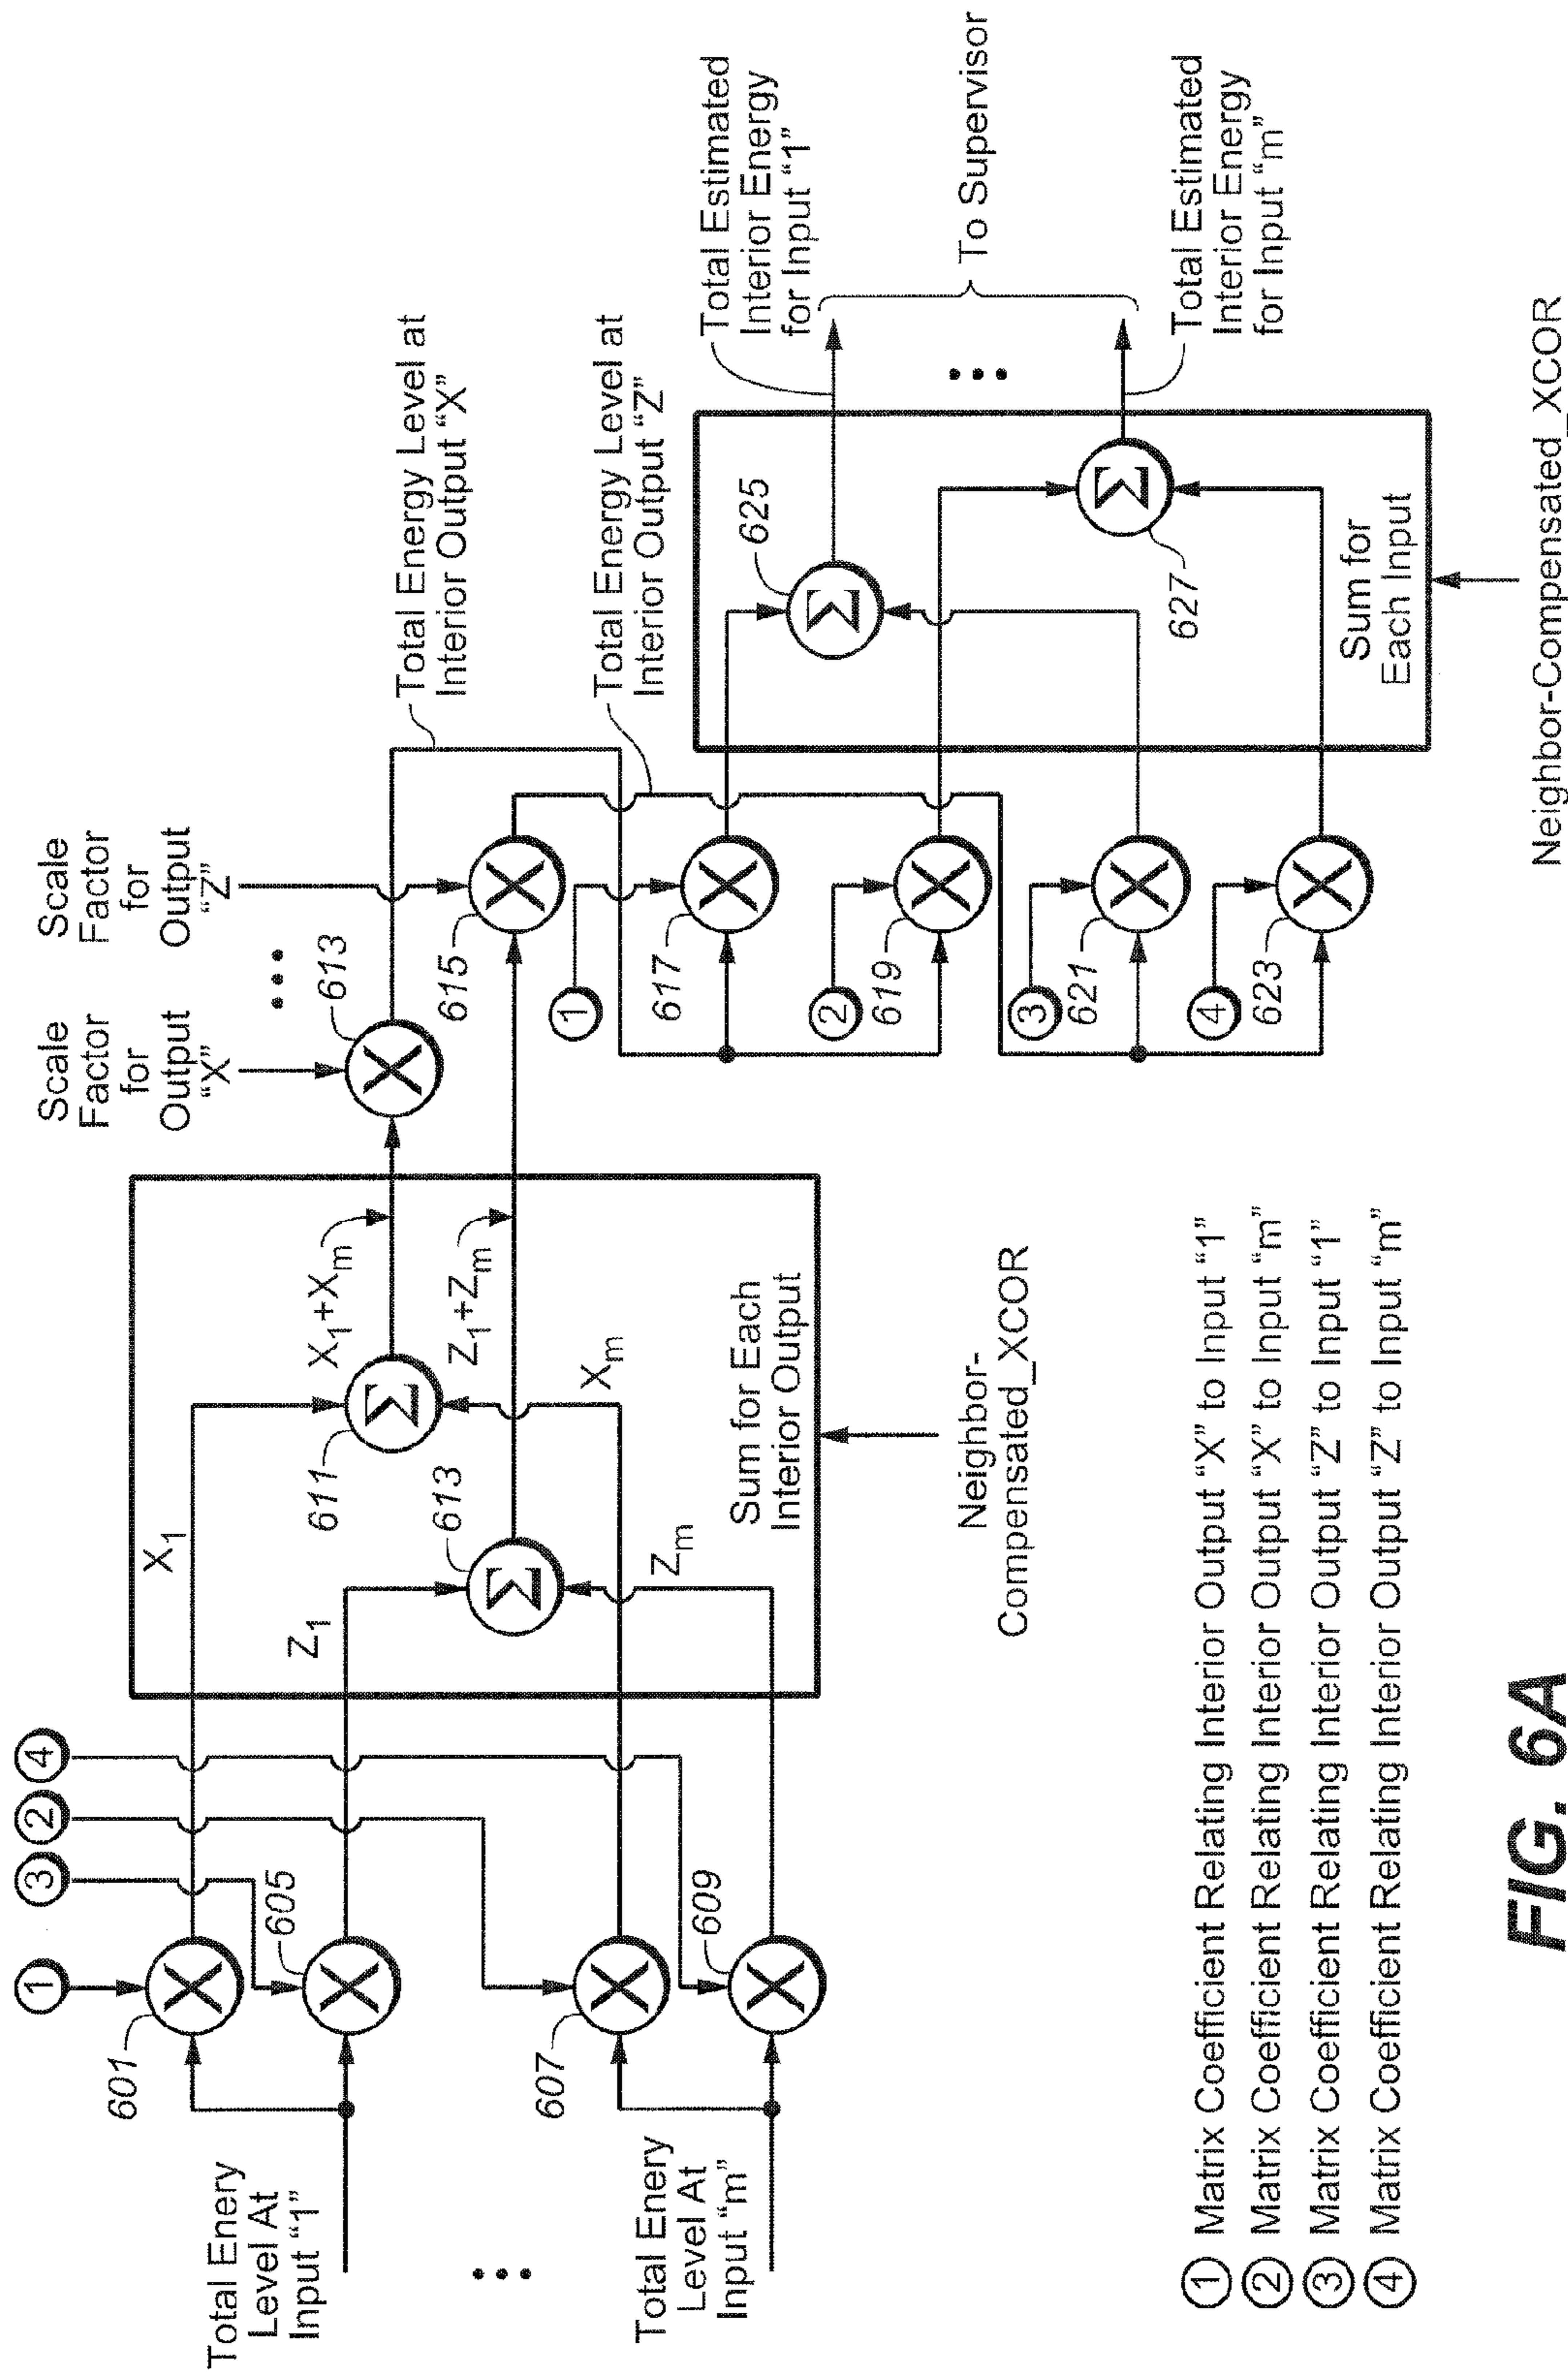 Total Enery
Level At
Input “1”
Total Enery
Level At
Input “m”
1
3
2
4
601
605
607
609
X1
Z1
Xm
Zm
611
613
X1+Xm
Z1+Zm
Sum for Each
Interior Output
Neighbor-
Compensated_XCOR
Scale
Factor
for
Output
“X”
Scale
Factor
for
Output
“Z”
613
615
Total Energy Level at
Interior Output “X”
Total Energy Level at
Interior Output “Z”
1
617
2
619
3
621
4
623
625
627
Sum for
Each Input
Neighbor-Compensated_XCOR
Total Estimated
Interior Energy
for Input “1”
To Supervisor
Total Estimated
Interior Energy
for Input “m”
1 Matrix Coefficient Relating Interior Output “X” to Input “1”
2 Matrix Coefficient Relating Interior Output “X” to Input “m”
3 Matrix Coefficient Relating Interior Output “Z” to Input “1”
4 Matrix Coefficient Relating Interior Output “Z” to Input “m”
FIG. 6A